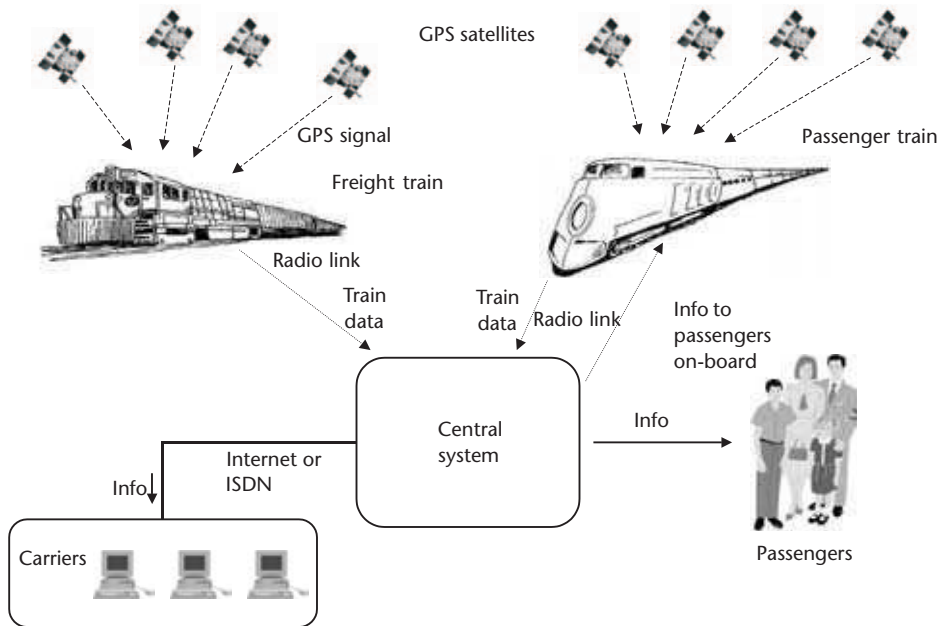 GPS satellites
GPS signal
Passenger train
Freight train
Radio link
Train
data
Train
data
Radio link
Info to
passengers
on-board
Central
system
Info
Internet or
ISDN
Info
Carriers
Passengers